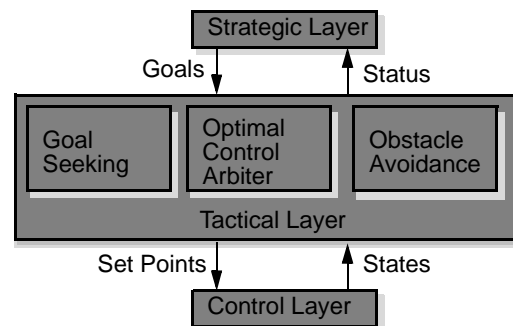 Strategic Layer
Goals
Status
Goal
Seeking
Optimal
Control
Arbiter
Obstacle
Avoidance
Tactical Layer
Set Points
States
Control Layer